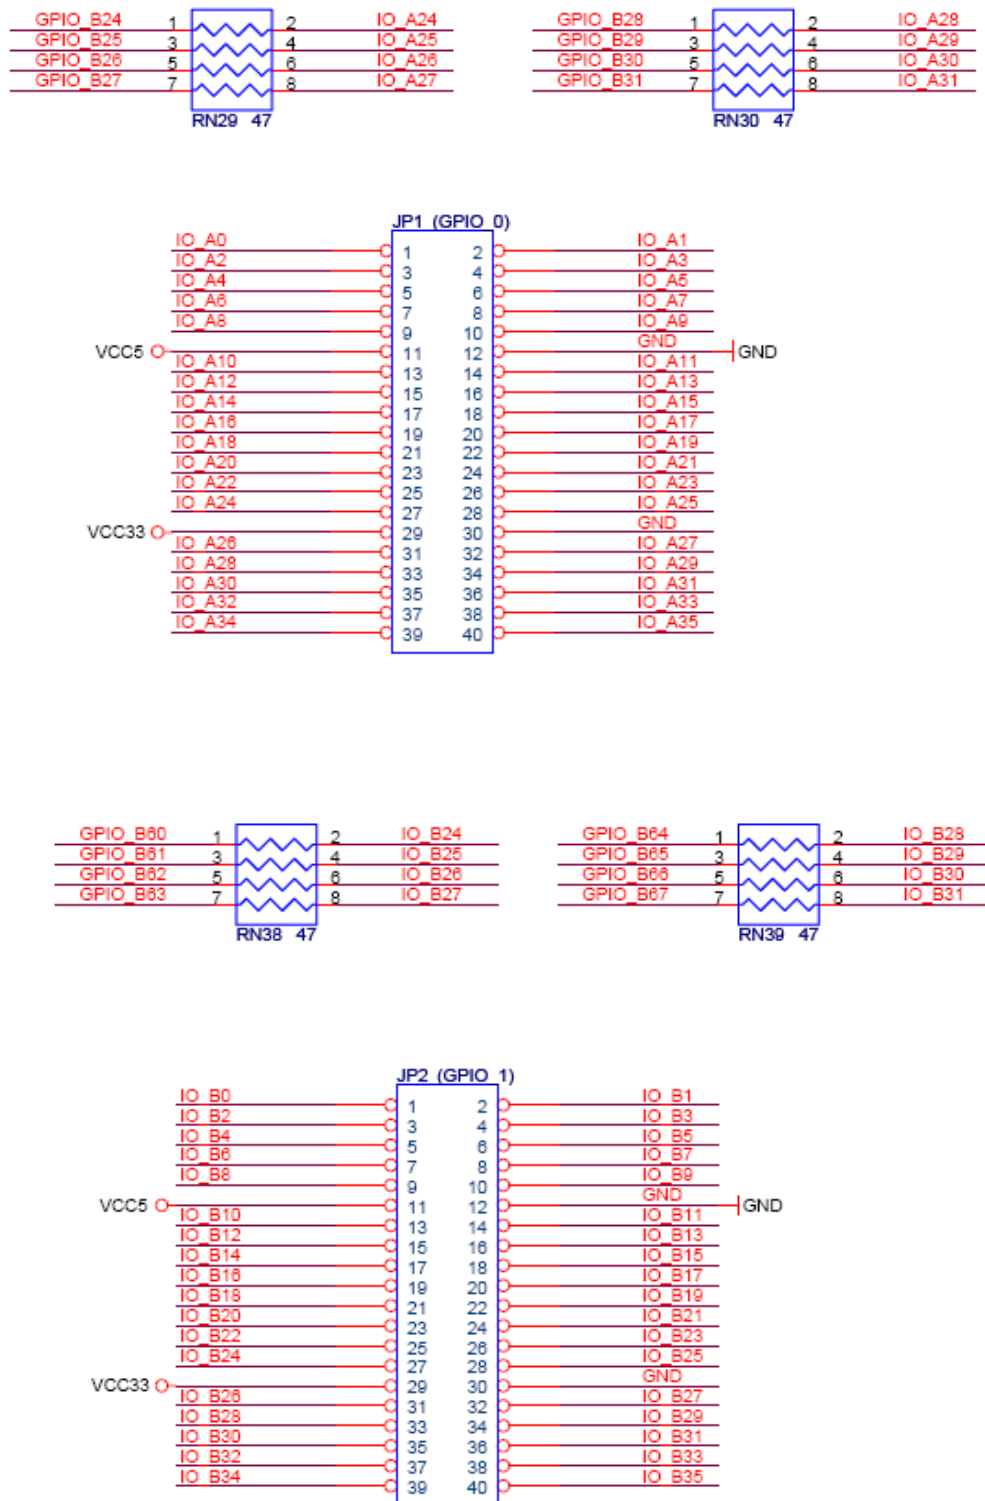 GPIO_B24 1 2 IO_A24 GPIO_B28 1 2 IO_A28
GPIO_B25 3 4 IO_A25 GPIO_B29 3 4 IO_A29
GPIO_B26 5 6 IO_A26 GPIO_B30 5 6 IO_A30
GPIO_B27 7 8 IO_A27 GPIO_B31 7 8 IO_A31
RN29 47 RN30 47
JP1 (GPIO_0)
IO_A0 1 2 IO_A1
IO_A2 3 4 IO_A3
IO_A4 5 6 IO_A5
IO_A6 7 8 IO_A7
IO_A8 9 10 IO_A9
VCC5 11 12 GND GND
IO_A10 13 14 IO_A11
IO_A12 15 16 IO_A13
IO_A14 17 18 IO_A15
IO_A16 19 20 IO_A17
IO_A18 21 22 IO_A19
IO_A20 23 24 IO_A21
IO_A22 25 26 IO_A23
IO_A24 27 28 IO_A25
VCC33 29 30 GND
IO_A26 31 32 IO_A27
IO_A28 33 34 IO_A29
IO_A30 35 36 IO_A31
IO_A32 37 38 IO_A33
IO_A34 39 40 IO_A35
GPIO_B60 1 2 IO_B24 GPIO_B64 1 2 IO_B28
GPIO_B61 3 4 IO_B25 GPIO_B65 3 4 IO_B29
GPIO_B62 5 6 IO_B26 GPIO_B66 5 6 IO_B30
GPIO_B63 7 8 IO_B27 GPIO_B67 7 8 IO_B31
RN38 47 RN39 47
JP2 (GPIO_1)
IO_B0 1 2 IO_B1
IO_B2 3 4 IO_B3
IO_B4 5 6 IO_B5
IO_B6 7 8 IO_B7
IO_B8 9 10 IO_B9
VCC5 11 12 GND GND
IO_B10 13 14 IO_B11
IO_B12 15 16 IO_B13
IO_B14 17 18 IO_B15
IO_B16 19 20 IO_B17
IO_B18 21 22 IO_B19
IO_B20 23 24 IO_B21
IO_B22 25 26 IO_B23
IO_B24 27 28 IO_B25
VCC33 29 30 GND
IO_B26 31 32 IO_B27
IO_B28 33 34 IO_B29
IO_B30 35 36 IO_B31
IO_B32 37 38 IO_B33
IO_B34 39 40 IO_B35